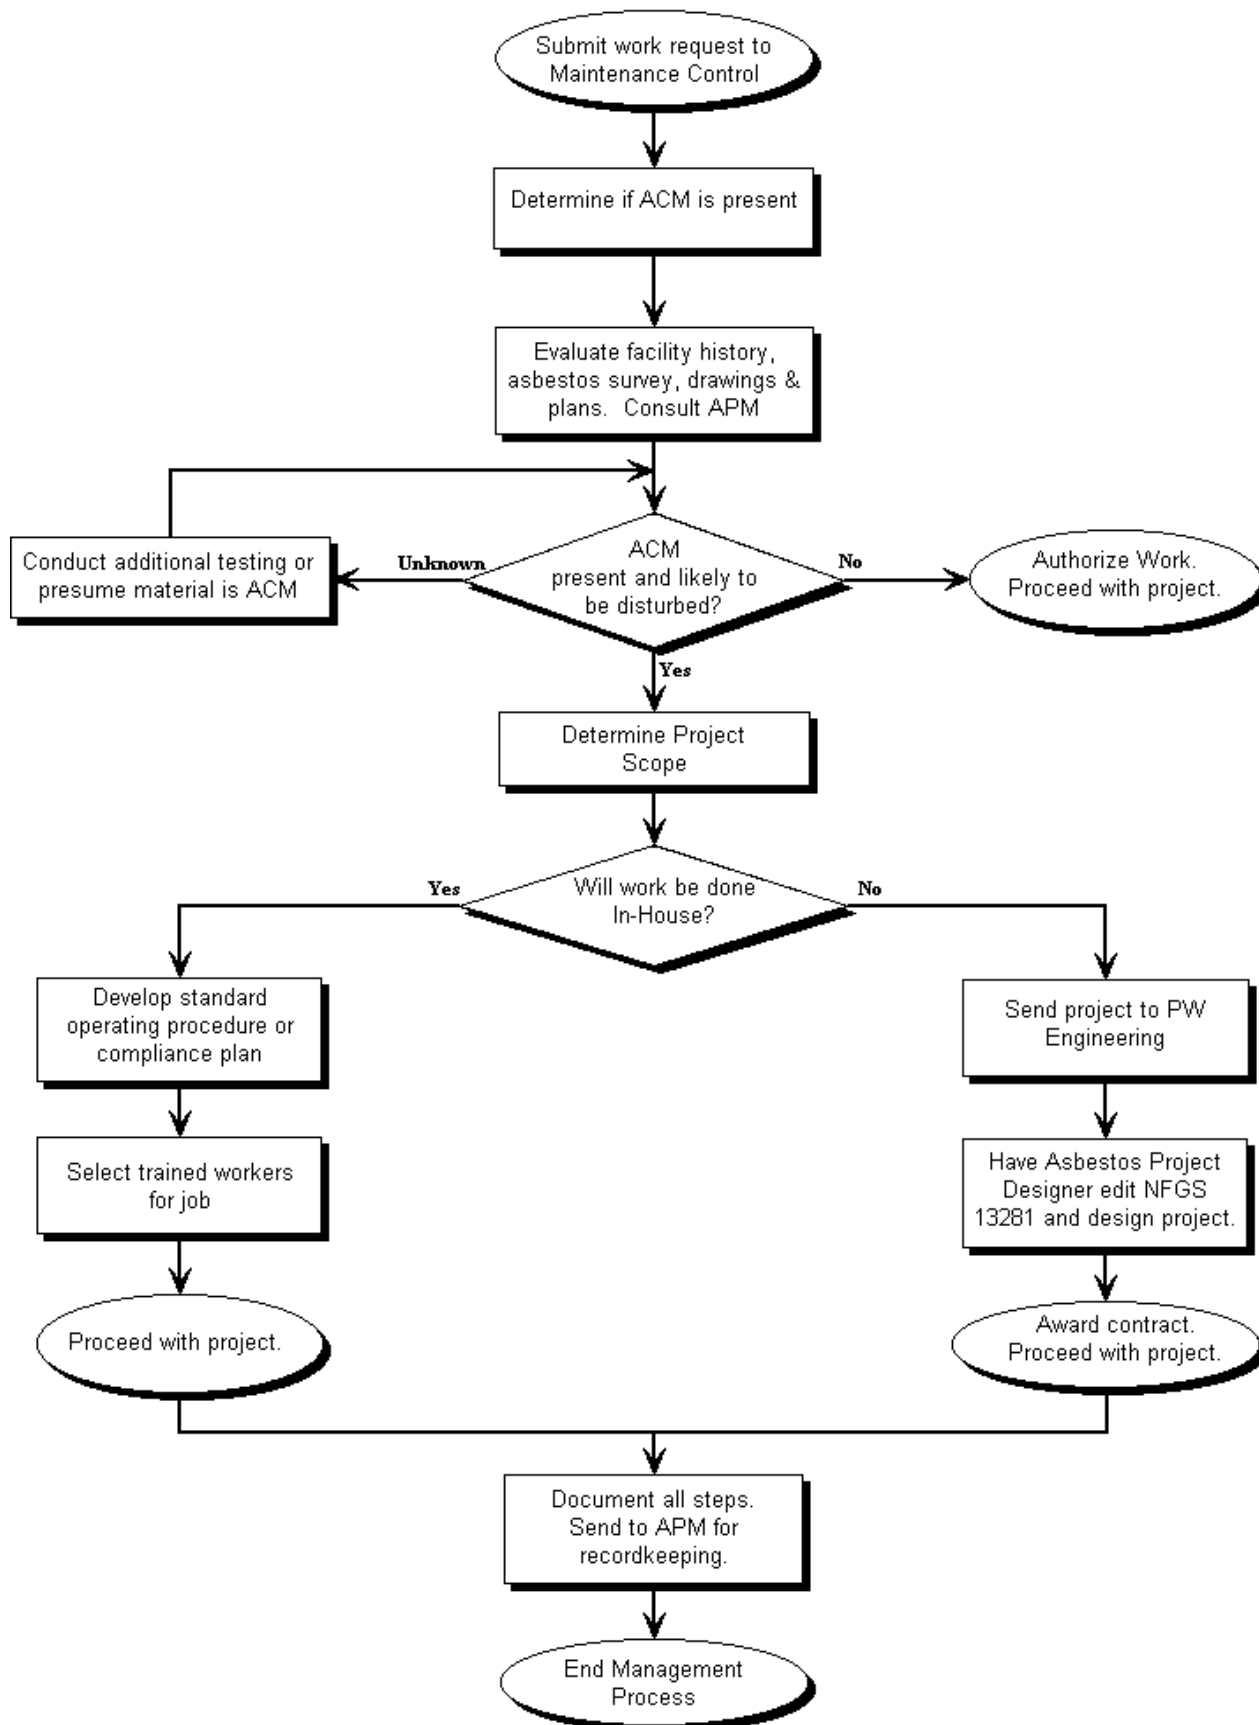 Submit work request to
Maintenance Control
Determine if ACM is present
Evaluate facility history,
asbestos survey, drawings &
plans.  Consult APM
Conduct additional testing or
presume material is ACM
Unknown
ACM
present and likely to
be disturbed?
No
Authorize Work.
Proceed with project.
Yes
Determine Project
Scope
Yes
Will work be done
In-House?
No
Develop standard
operating procedure or
compliance plan
Send project to PW
Engineering
Select trained workers
for job
Have Asbestos Project
Designer edit NFGS
13281 and design project.
Proceed with project.
Award contract.
Proceed with project.
Document all steps.
Send to APM for
recordkeeping.
End Management
Process